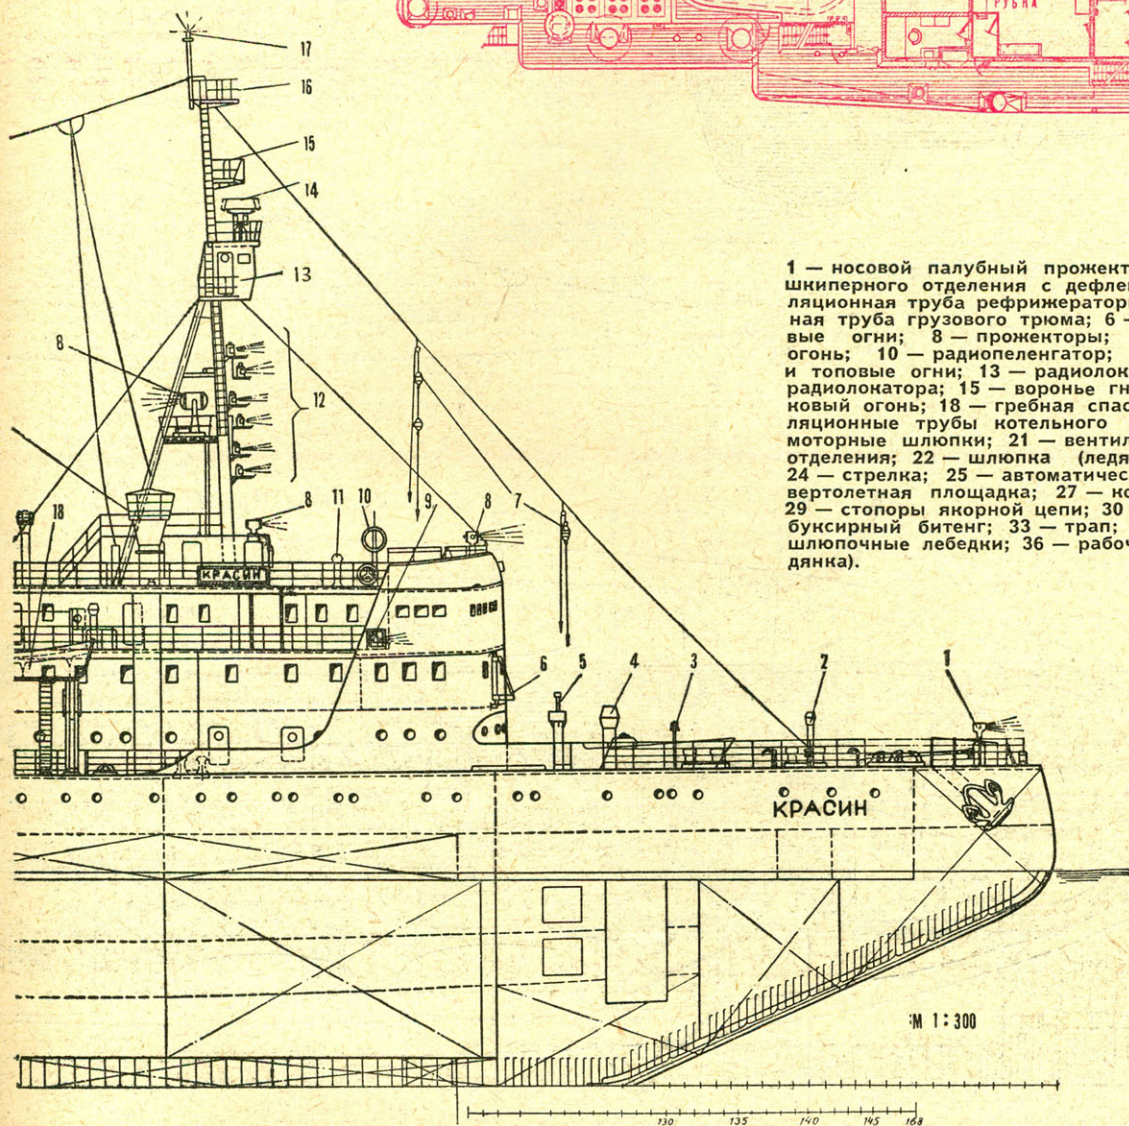 РУБКА
17
16
15
14
13
8
12
7
9
8
10
11
8
18
КРАСИН
6
5
4
3
2
1
КРАСИН
1 — носовой палубный прожект
шкиперного отделения с дефле
ляционная труба рефрижератор
ная труба грузового трюма; 6 —
вые огни; 8 — прожекторы;
огонь; 10 — радиопеленгатор;
и топовые огни; 13 — радиолок
радиолокатора; 15 — воронье гн
ковый огонь; 18 — гребная спас
ляционные трубы котельного
моторные шлюпки; 21 — вентил
отделения; 22 — шлюпка (ледя
24 — стрелка; 25 — автоматичес
вертолетная площадка; 27 — ко
29 — стопоры якорной цепи; 30
буксирный битенг; 33 — трап;
шлюпочные лебедки; 36 — рабоч
дянка).
М 1:300
130 135 140 145 168